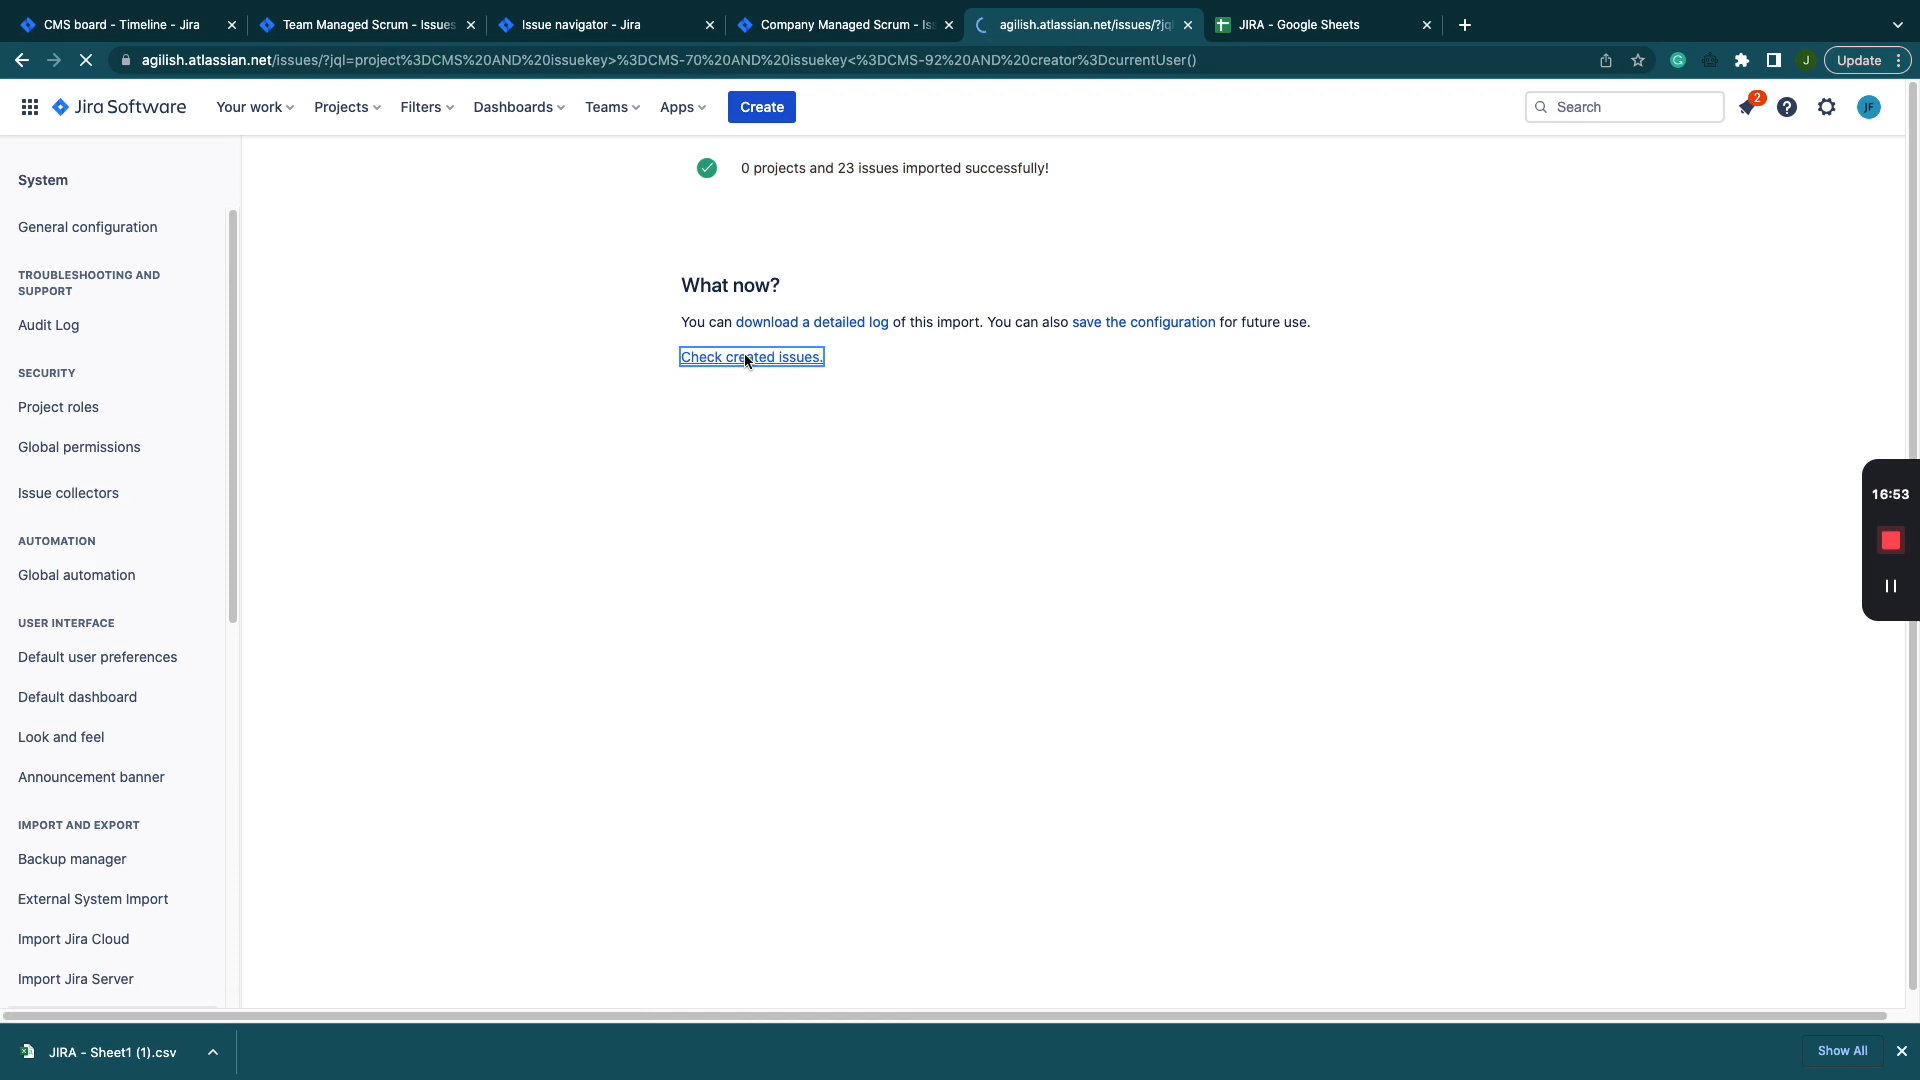 CMS board - Timeline - Jira
Team Managed Scrum - Issues
Issue navigator - Jira
Company Managed Scrum - Is
agilish.atlassian.net/issues/?jq
JIRA - Google Sheets
agilish.atlassian.net/issues/?jql=project%3DCMS%20AND%20issuekey>%3DCMS-70%20AND%20issuekey<%3DCMS-92%20AND%20creator%3DcurrentUser()
J
Update
Jira Software
Your work
Projects
Filters
Dashboards
Teams
Apps
Create
Search
2
JF
System
General configuration
TROUBLESHOOTING AND
SUPPORT
Audit Log
SECURITY
Project roles
Global permissions
Issue collectors
AUTOMATION
Global automation
USER INTERFACE
Default user preferences
Default dashboard
Look and feel
Announcement banner
IMPORT AND EXPORT
Backup manager
External System Import
Import Jira Cloud
Import Jira Server
0 projects and 23 issues imported successfully!
What now?
You can download a detailed log of this import. You can also save the configuration for future use.
Check created issues.
16:53
JIRA - Sheet1 (1).csv
Show All